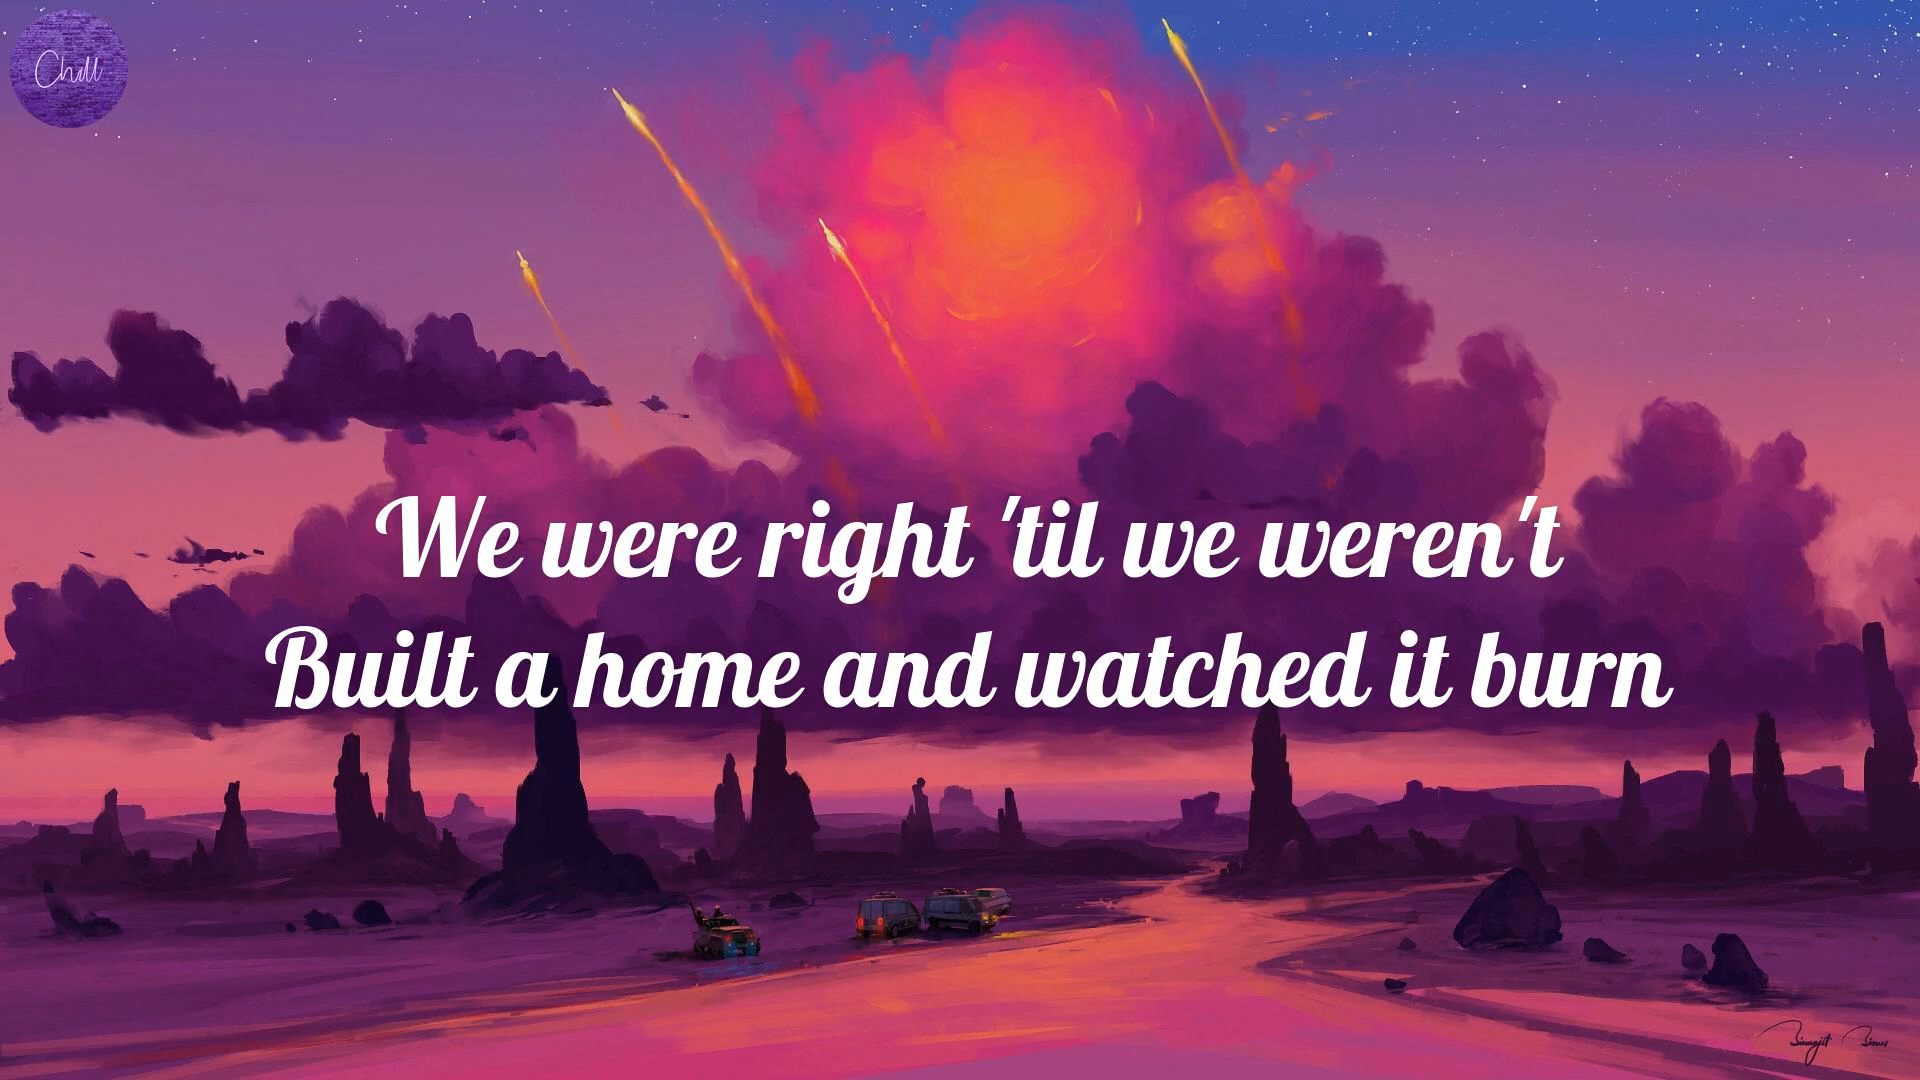 Chill
We were right 'til we weren't
Built a home and watched it burn